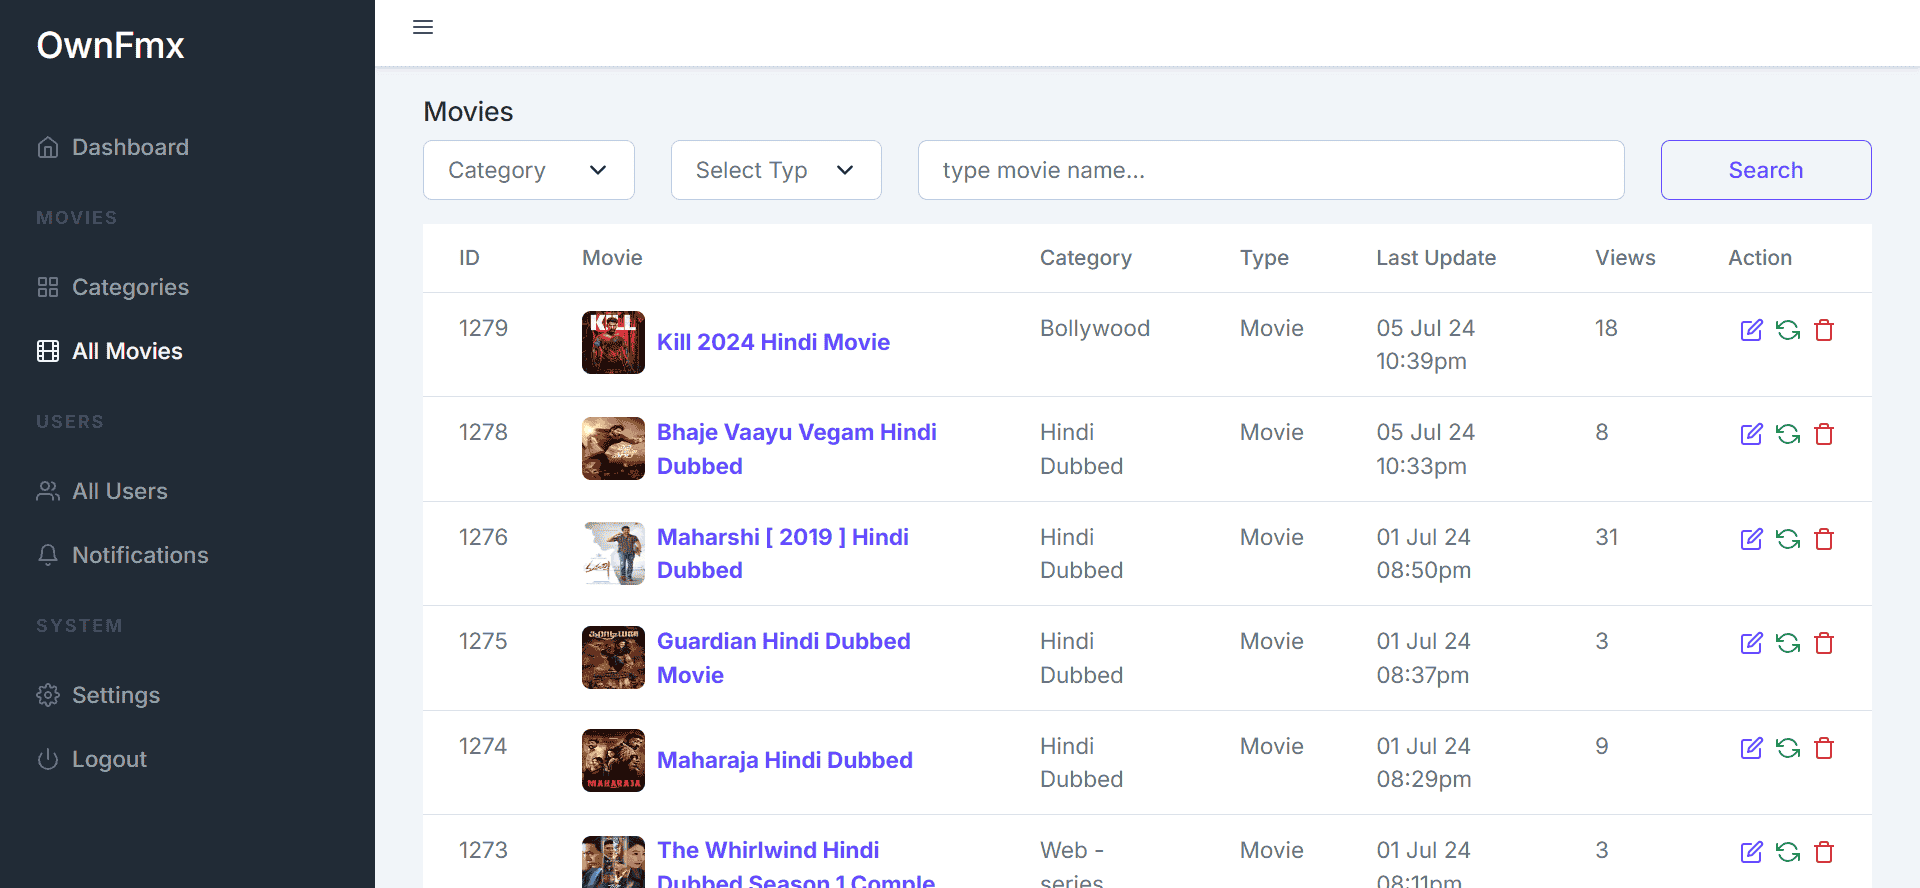 OwnFmx
Dashboard
MOVIES
Categories
All Movies
USERS
All Users
Notifications
SYSTEM
Settings
Logout
Movies
Category
Select Typ
type movie name...
Search
ID Movie Category Type Last Update Views Action
1279 KILL Kill 2024 Hindi Movie Bollywood Movie 05 Jul 24 18
10:39pm
1278 Bhaje Vaayu Vegam Hindi Hindi Movie 05 Jul 24 8
Dubbed Dubbed 10:33pm
1276 Maharshi [ 2019 ] Hindi Hindi Movie 01 Jul 24 31
Dubbed Dubbed 08:50pm
1275 Guardian Hindi Dubbed Hindi Movie 01 Jul 24 3
Movie Dubbed 08:37pm
1274 Maharaja Hindi Dubbed Hindi Movie 01 Jul 24 9
MAHARAJA Dubbed 08:29pm
1273 The Whirlwind Hindi Web - Movie 01 Jul 24 3
Dubbed Season 1 Comple series 08:11pm